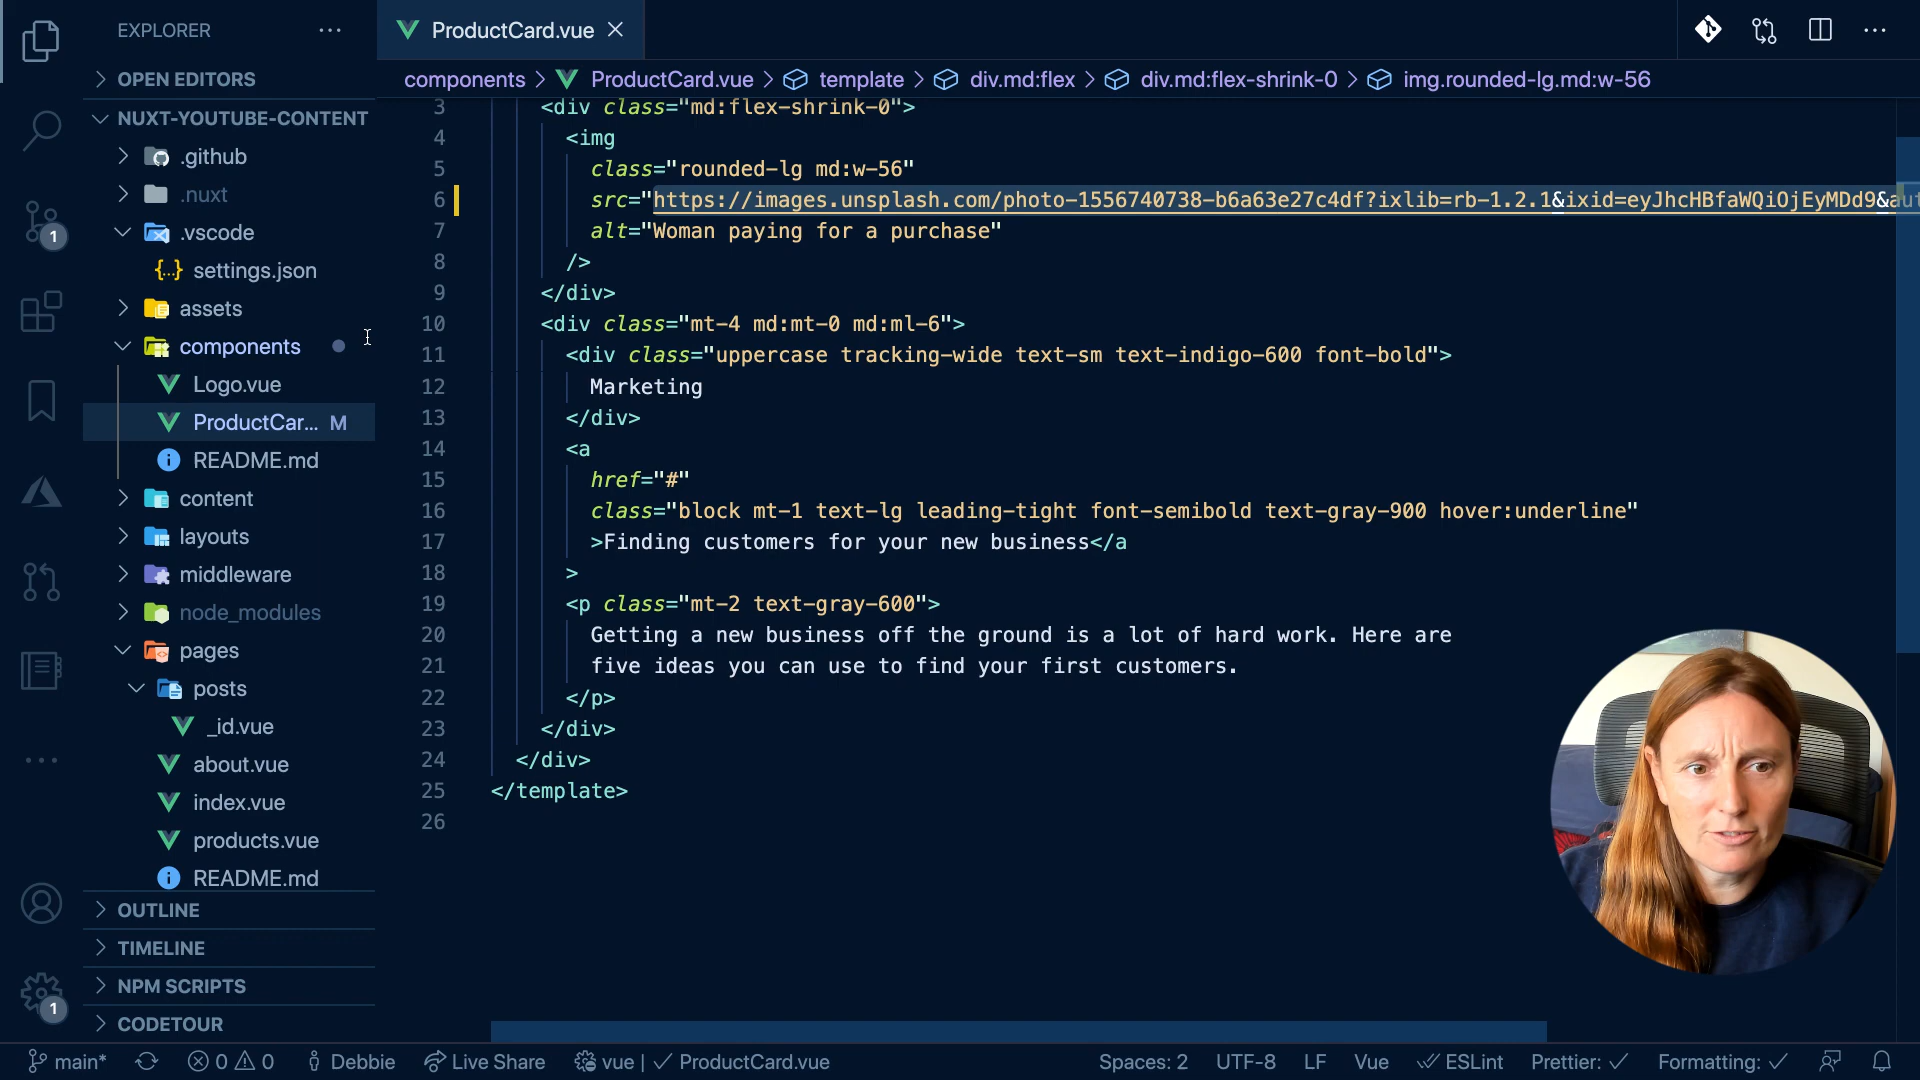 EXPLORER
ProductCard.vue
OPEN EDITORS
components > ProductCard.vue > template > div.md:flex > div.md:flex-shrink-0 > img.rounded-lg.md:w-56
NUXT-YOUTUBE-CONTENT
.github
.nuxt
.vscode
settings.json
assets
components
Logo.vue
ProductCar... M
README.md
content
layouts
middleware
node_modules
pages
posts
_id.vue
about.vue
index.vue
products.vue
README.md
OUTLINE
TIMELINE
NPM SCRIPTS
CODETOUR
1
1
3 <div class="md:flex-shrink-0">
4 <img
5 class="rounded-lg md:w-56"
6 src="https://images.unsplash.com/photo-1556740738-b6a63e27c4df?ixlib=rb-1.2.1&ixid=eyJhcHBfaWQiOjEyMDd9&aut
7 alt="Woman paying for a purchase"
8 />
9 </div>
10 <div class="mt-4 md:mt-0 md:ml-6">
11 <div class="uppercase tracking-wide text-sm text-indigo-600 font-bold">
12 Marketing
13 </div>
14 <a
15 href="#"
16 class="block mt-1 text-lg leading-tight font-semibold text-gray-900 hover:underline"
17 >Finding customers for your new business</a
18 >
19 <p class="mt-2 text-gray-600">
20 Getting a new business off the ground is a lot of hard work. Here are
21 five ideas you can use to find your first customers.
22 </p>
23 </div>
24 </div>
25 </template>
26
main* 0 0 Debbie Live Share vue | ✓ ProductCard.vue Spaces: 2 UTF-8 LF Vue ESLint Prettier: ✓ Formatting: ✓